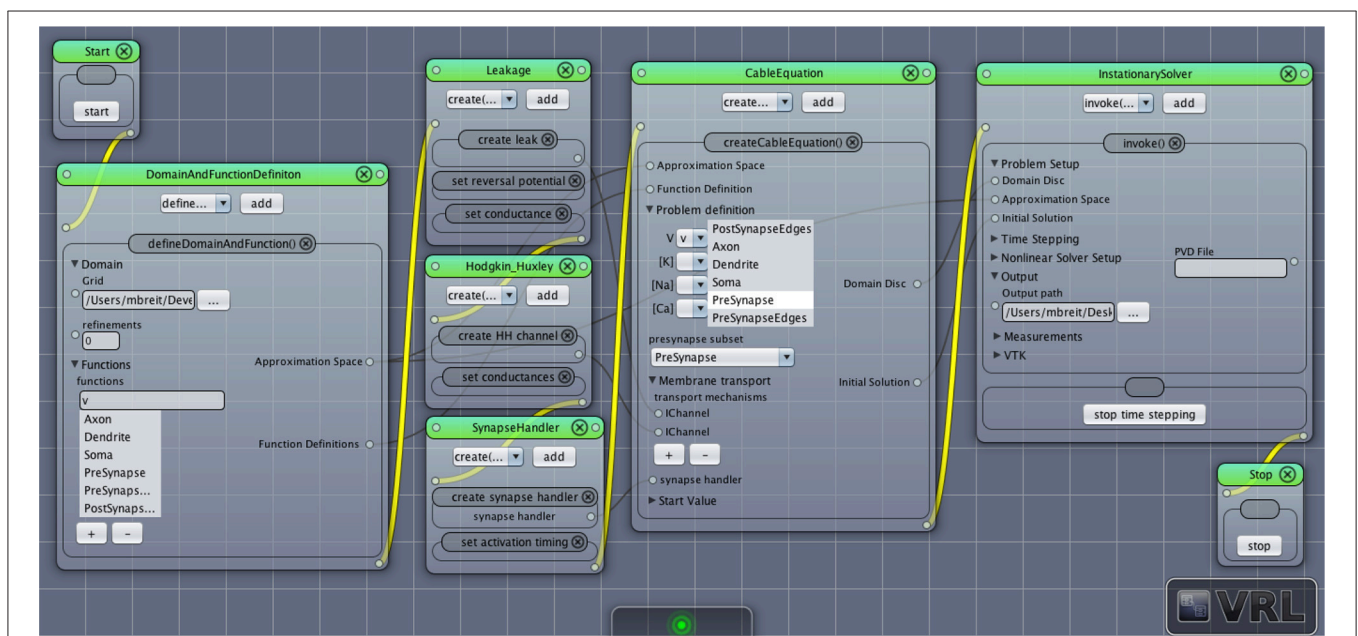 Start
start
DomainAndFunctionDefiniton
define...
add
defineDomainAndFunction()
Domain
Grid
/Users/mbreit/Deve
...
refinements
0
Approximation Space
Functions
functions
v
Axon
Dendrite
Soma
PreSynapse
PreSynaps...
PostSynaps...
Function Definitions
+ -
Leakage
create(...
add
create leak
set reversal potential
set conductance
Hodgkin_Huxley
create(...
add
create HH channel
set conductances
SynapseHandler
create(...
add
create synapse handler
synapse handler
set activation timing
CableEquation
create...
add
createCableEquation()
Approximation Space
Function Definition
Problem definition
V v
[K]
[Na]
[Ca]
PostSynapseEdges
Axon
Dendrite
Soma
PreSynapse
PreSynapseEdges
Domain Disc
presynapse subset
PreSynapse
Membrane transport
Initial Solution
transport mechanisms
IChannel
IChannel
+ -
synapse handler
Start Value
InstationarySolver
invoke(...
add
invoke()
Problem Setup
Domain Disc
Approximation Space
Initial Solution
Time Stepping
Nonlinear Solver Setup
PVD File
Output
Output path
/Users/mbreit/Desk
...
Measurements
VTK
stop time stepping
Stop
stop
VRL